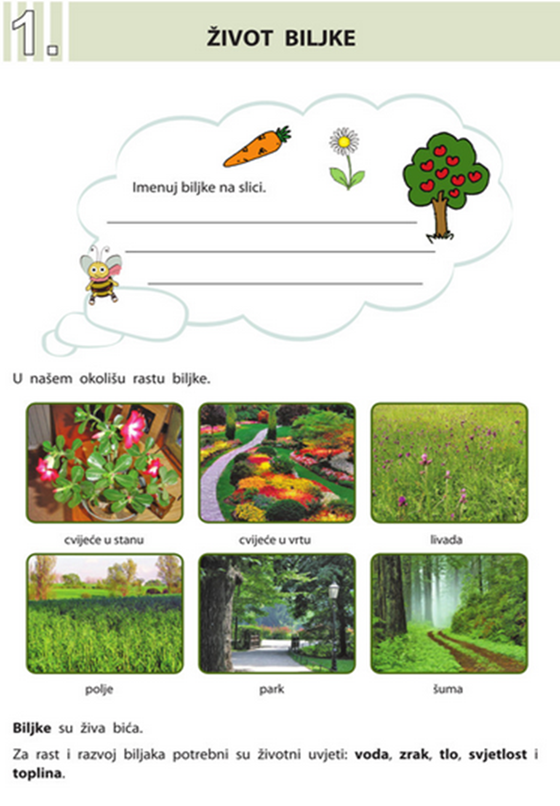 1.
ŽIVOT BILJKE
Imenuj biljke na slici.
U našem okolišu rastu biljke.
cvijeće u stanu
cvijeće u vrtu
livada
polje
park
šuma
Biljke su živa bića.
Za rast i razvoj biljaka potrebni su životni uvjeti: voda, zrak, tlo, svjetlost i
toplina.